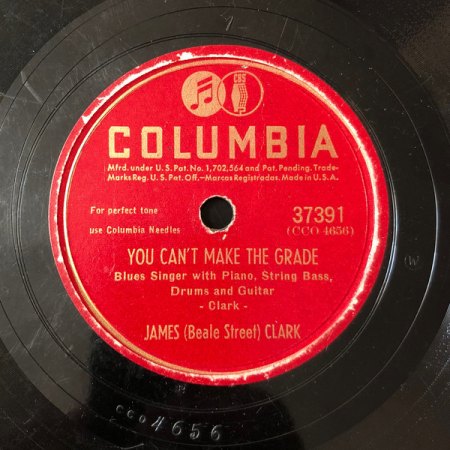 CBS
COLUMBIA
Mfrd. under U.S. Pat. No. 1,702,564 and Pat. Pending. Trade-
Marks Reg. U.S. Pat. Off.–Marcas Registradas. Made in U.S.A.
For perfect tone
use Columbia Needles
37391
(CCO 4656)
YOU CAN'T MAKE THE GRADE
Blues Singer with Piano, String Bass,
Drums and Guitar
- Clark -
JAMES (Beale Street) CLARK
CCO 4656
W